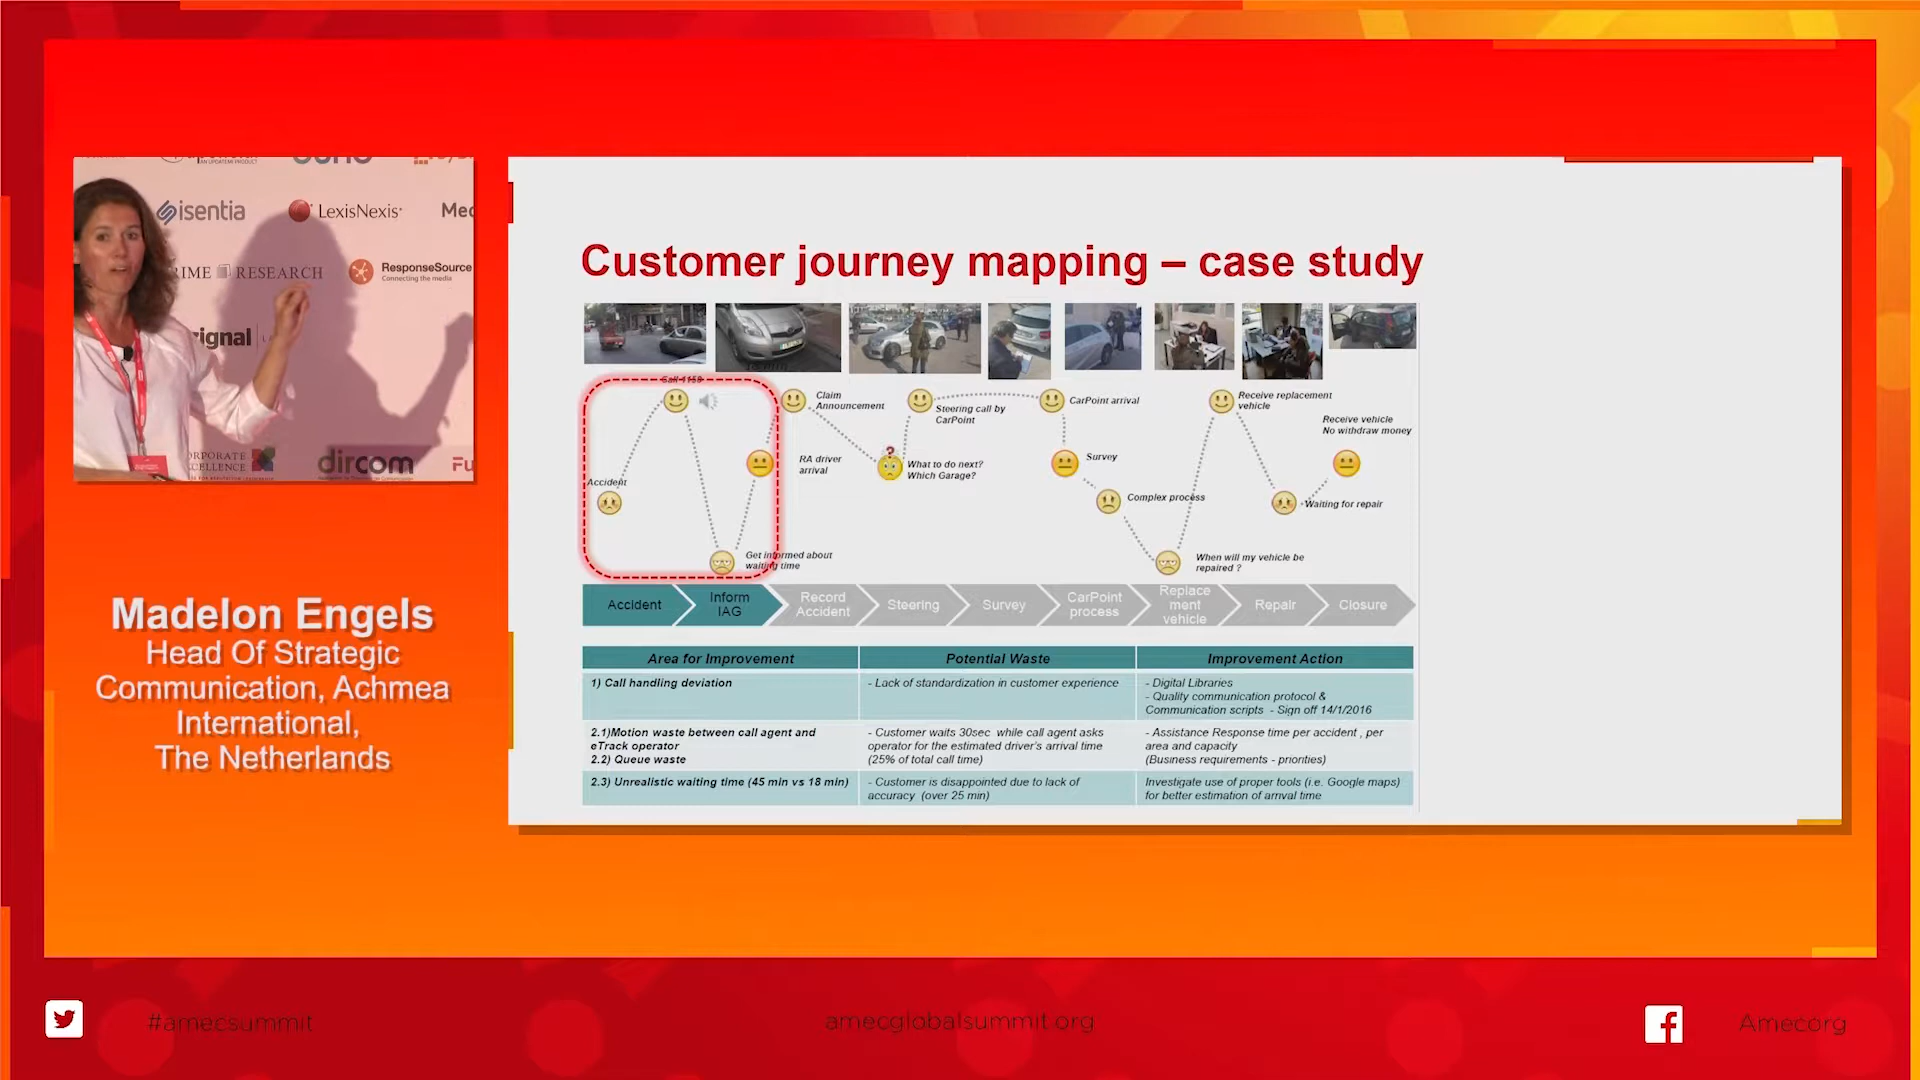 AN UPDATEMI PRODUCT
isentia
LexisNexis
RIME RESEARCH
ResponseSource
Connecting the media
ignal
ORPORATE
CELLENCE
dircom
Fu
Madelon Engels
Head Of Strategic
Communication, Achmea
International,
The Netherlands
Customer journey mapping – case study
Accident
Get informed about
waiting time
RA driver
arrival
Claim
Announcement
What to do next?
Which Garage?
Steering call by
CarPoint
CarPoint arrival
Survey
Complex process
When will my vehicle be
repaired ?
Receive replacement
vehicle
Waiting for repair
Receive vehicle
No withdraw money
Accident
Inform
IAG
Record
Accident
Steering
Survey
CarPoint
process
Replace
ment
vehicle
Repair
Closure
Area for Improvement
Potential Waste
Improvement Action
1) Call handling deviation
- Lack of standardization in customer experience
- Digital Libraries
- Quality communication protocol &
Communication scripts - Sign off 14/1/2016
2.1)Motion waste between call agent and
eTrack operator
2.2) Queue waste
- Customer waits 30sec while call agent asks
operator for the estimated driver's arrival time
(25% of total call time)
- Assistance Response time per accident , per
area and capacity
(Business requirements - priorities)
2.3) Unrealistic waiting time (45 min vs 18 min)
- Customer is disappointed due to lack of
accuracy (over 25 min)
Investigate use of proper tools (i.e. Google maps)
for better estimation of arrival time
#amecsummit
amecglobalsummit.org
Amecorg